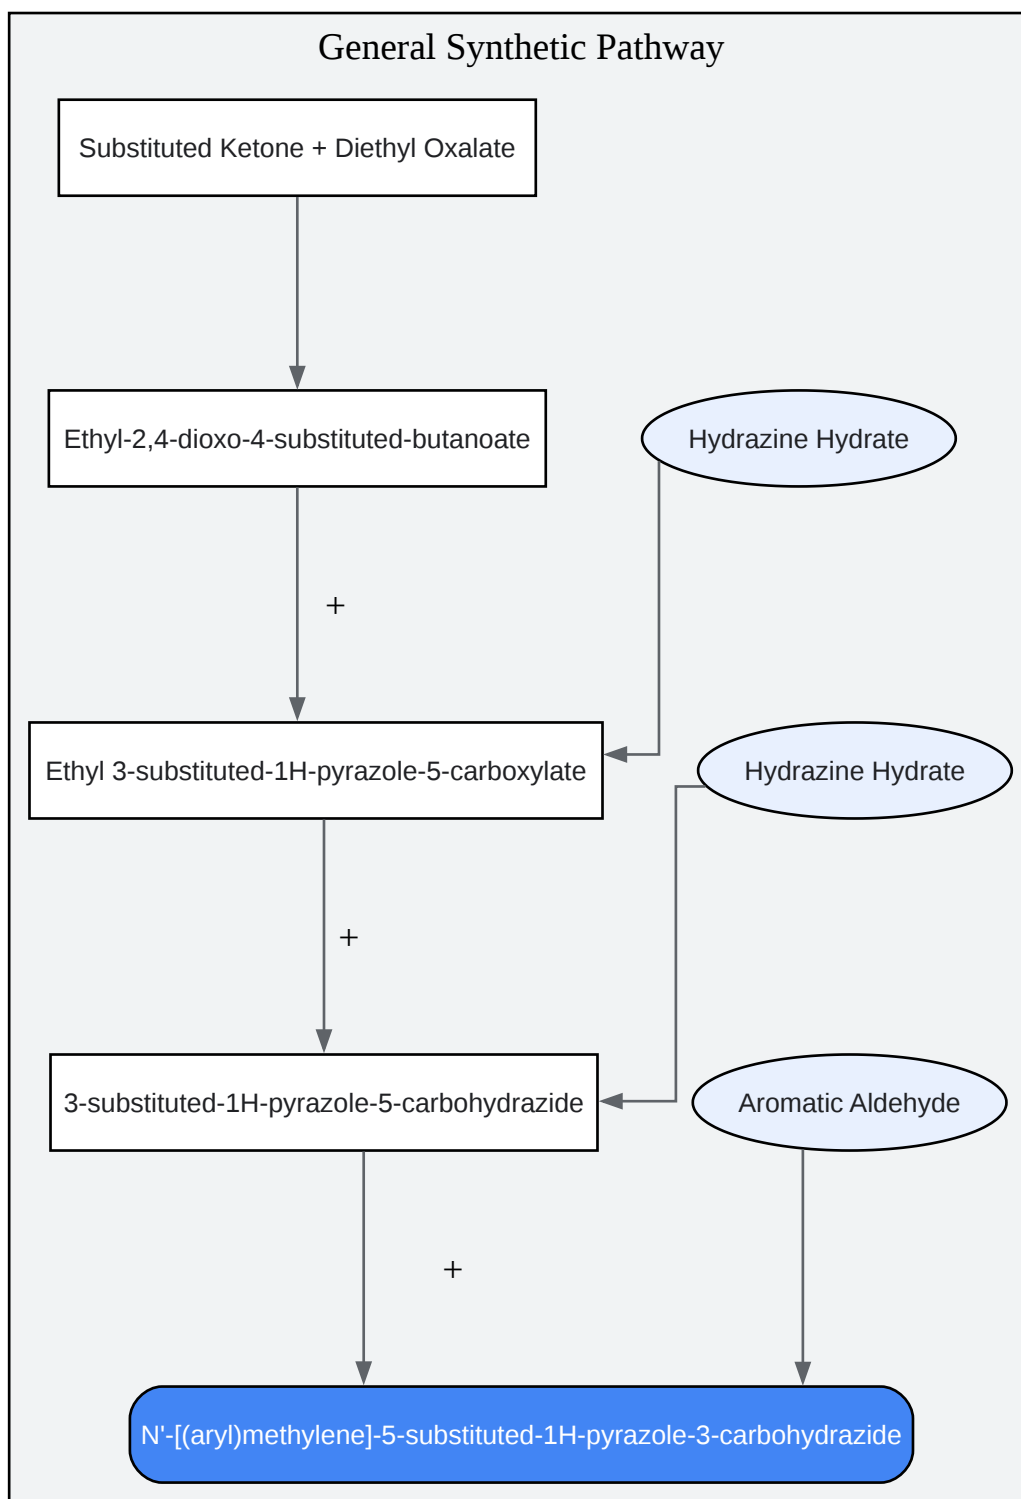 General Synthetic Pathway
Substituted Ketone + Diethyl Oxalate
Ethyl-2,4-dioxo-4-substituted-butanoate
Hydrazine Hydrate
+
Ethyl 3-substituted-1H-pyrazole-5-carboxylate
Hydrazine Hydrate
+
3-substituted-1H-pyrazole-5-carbohydrazide
Aromatic Aldehyde
+
N'-[(aryl)methylene]-5-substituted-1H-pyrazole-3-carbohydrazide